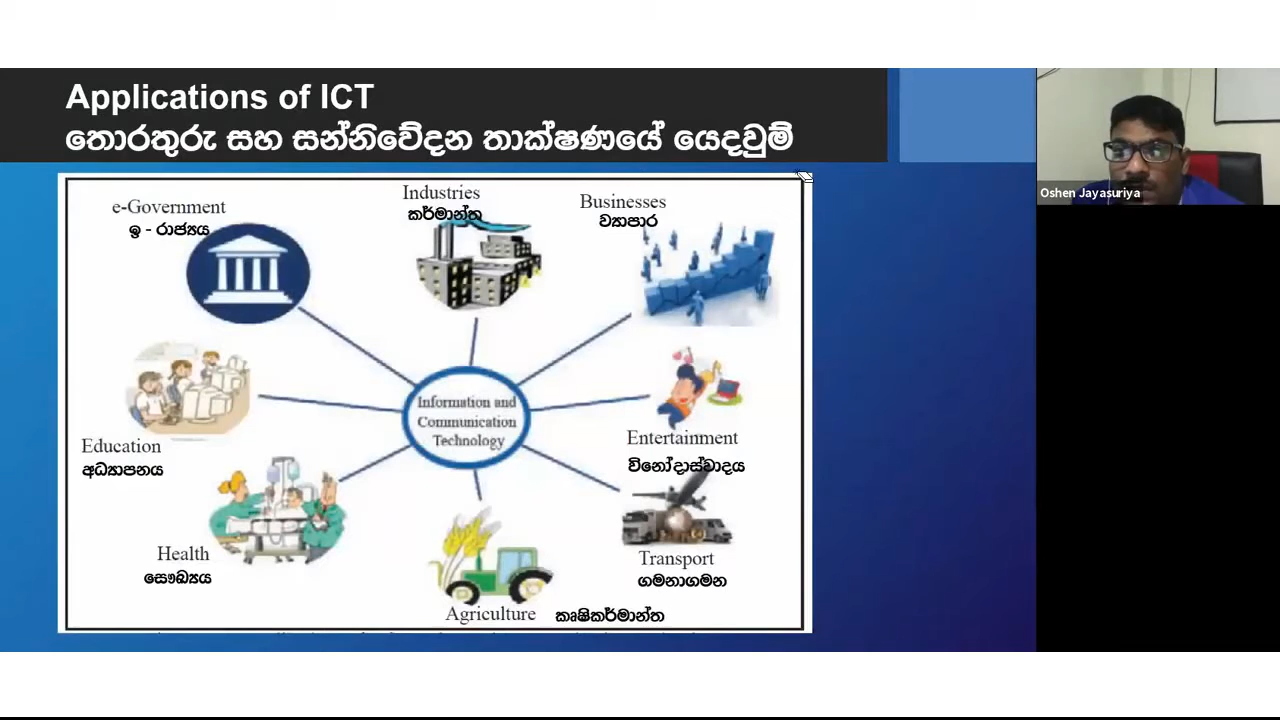 Applications of ICT
තොරතුරු සහ සන්නිවේදන තාක්ෂණයේ යෙදවුම්
Oshen Jayasuriya
e-Government
ඉ - රාජ්‍යය
Industries
කර්මාන්ත
Businesses
ව්‍යාපාර
Information and
Communication
Technology
Education
අධ්‍යාපනය
Entertainment
විනෝදාස්වාදය
Health
සෞඛ්‍යය
Transport
ගමනාගමන
Agriculture කෘෂිකර්මාන්ත